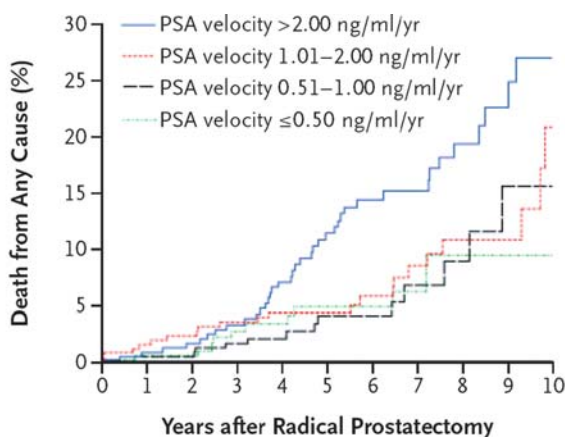 30
25
20
15
10
5
0
Death from Any Cause (%)
PSA velocity >2.00 ng/ml/yr
PSA velocity 1.01–2.00 ng/ml/yr
PSA velocity 0.51–1.00 ng/ml/yr
PSA velocity ≤0.50 ng/ml/yr
0 1 2 3 4 5 6 7 8 9 10
Years after Radical Prostatectomy